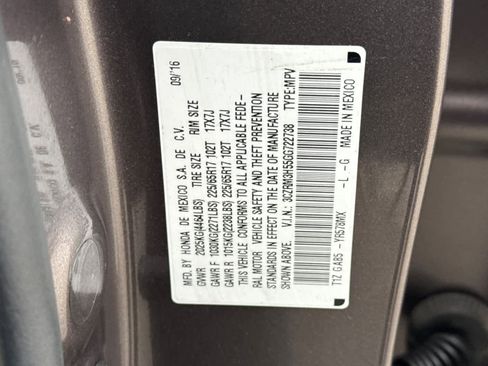 MFD. BY HONDA DE MEXICO S.A. DE C.V. 09/16
GVWR 2025KG(4464LBS) TIRE SIZE RIM SIZE
GAWR F 1030KG(2271LBS) 225/65R17 102T 17X7J
GAWR R 1015KG(2238LBS) 225/65R17 102T 17X7J
THIS VEHICLE CONFORMS TO ALL APPLICABLE FEDE-
RAL MOTOR VEHICLE SAFETY AND THEFT PREVENTION
STANDARDS IN EFFECT ON THE DATE OF MANUFACTURE
SHOWN ABOVE. V.I.N.: 3CZRM3H55GG722738 TYPE:MPV
T1Z GA85 -YR578MX -L -G MADE IN MEXICO